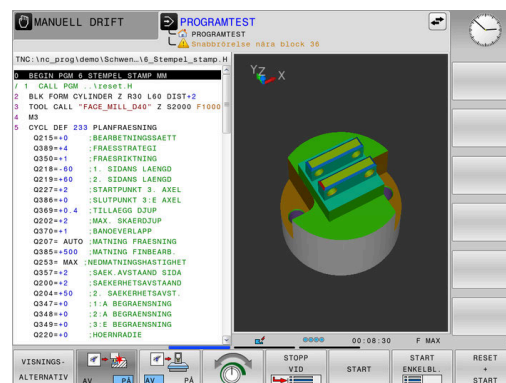 MANUELL DRIFT
PROGRAMTEST
PROGRAMTEST
Snabbrörelse nära block 36
TNC:\nc_prog\demo\Schwen…\6_Stempel_stamp.H
0 BEGIN PGM 6_STEMPEL_STAMP MM
/ 1 CALL PGM ..\reset.H
2 BLK FORM CYLINDER Z R30 L60 DIST+2
3 TOOL CALL "FACE_MILL_D40" Z S2000 F1000
4 M3
5 CYCL DEF 233 PLANFRAESNING
Q215=+0 ;BEARBETNINGSSAETT
Q389=+4 ;FRAESSTRATEGI
Q350=+1 ;FRAESRIKTNING
Q218=-60 ;1. SIDANS LAENGD
Q219=+60 ;2. SIDANS LAENGD
Q227=+2 ;STARTPUNKT 3. AXEL
Q386=+0 ;SLUTPUNKT 3:E AXEL
Q369=+0.4 ;TILLAEGG DJUP
Q202=+2 ;MAX. SKAERDJUP
Q370=+1 ;BANOEVERLAPP
Q207= AUTO ;MATNING FRAESNING
Q385=+500 ;MATNING FINBEARB.
Q253= MAX ;NEDMATNINGSHASTIGHET
Q357=+2 ;SAEK.AVSTAAND SIDA
Q200=+2 ;SAEKERHETSAVSTAAND
Q204=+50 ;2. SAEKERHETSAVST.
Q347=+0 ;1:A BEGRAENSNING
Q348=+0 ;2:A BEGRAENSNING
Q349=+0 ;3:E BEGRAENSNING
Q220=+0 ;HOERNRADIE
Y Z X
00:08:30 F MAX
VISNINGS-
ALTERNATIV
AV PÅ
AV PÅ
STOPP
VID
START
START
ENKELBL.
RESET
+
START